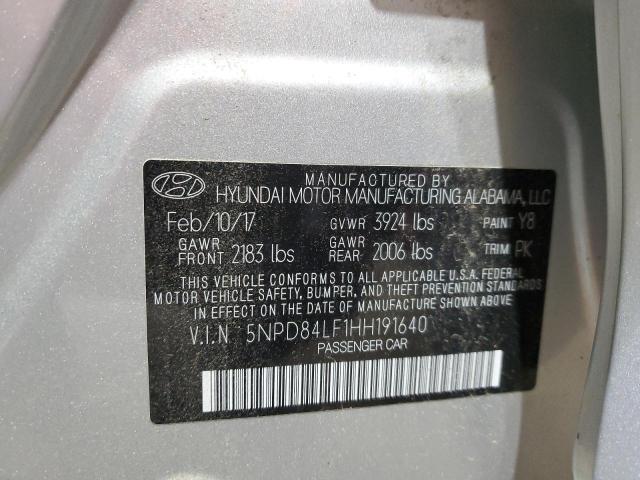 MANUFACTURED BY
HYUNDAI MOTOR MANUFACTURING ALABAMA, LLC
Feb/10/17 GVWR 3924 lbs PAINT Y8
GAWR FRONT 2183 lbs GAWR REAR 2006 lbs TRIM PK
THIS VEHICLE CONFORMS TO ALL APPLICABLE U.S.A. FEDERAL
MOTOR VEHICLE SAFETY, BUMPER, AND THEFT PREVENTION STANDARDS
IN EFFECT ON THE DATE OF MANUFACTURE SHOWN ABOVE.
V.I.N 5NPD84LF1HH191640
PASSENGER CAR